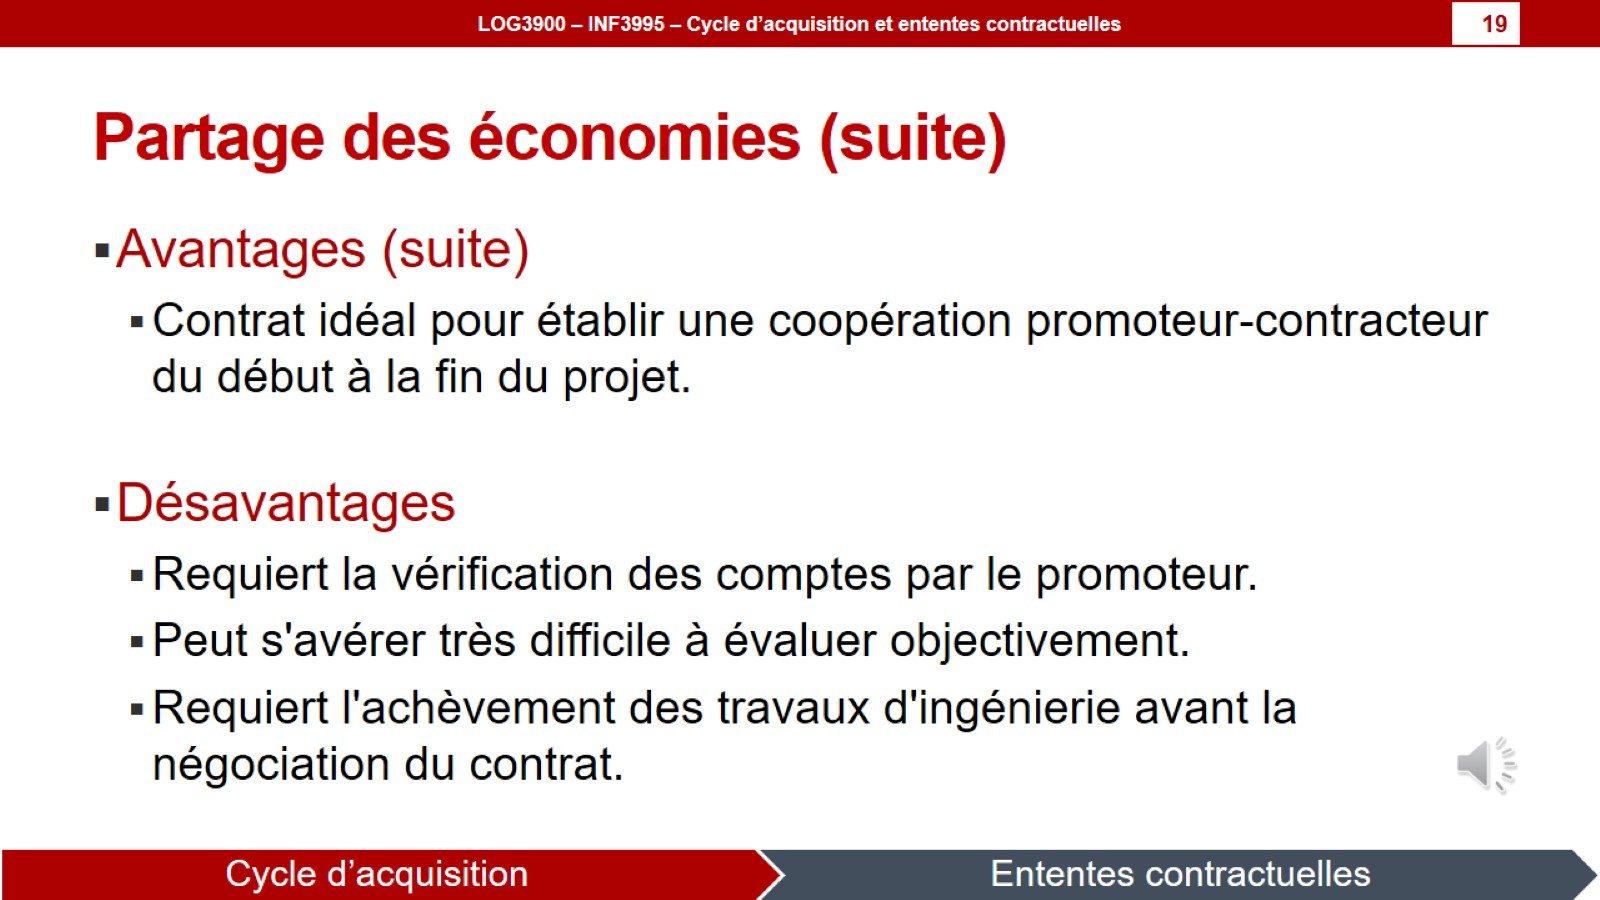 LOG3900 – INF3995 – Cycle d’acquisition et ententes contractuelles
19
Partage des économies (suite)
Avantages (suite)
Contrat idéal pour établir une coopération promoteur-contracteur
du début à la fin du projet.
Désavantages
Requiert la vérification des comptes par le promoteur.
Peut s'avérer très difficile à évaluer objectivement.
Requiert l'achèvement des travaux d'ingénierie avant la
négociation du contrat.
Cycle d’acquisition
Ententes contractuelles